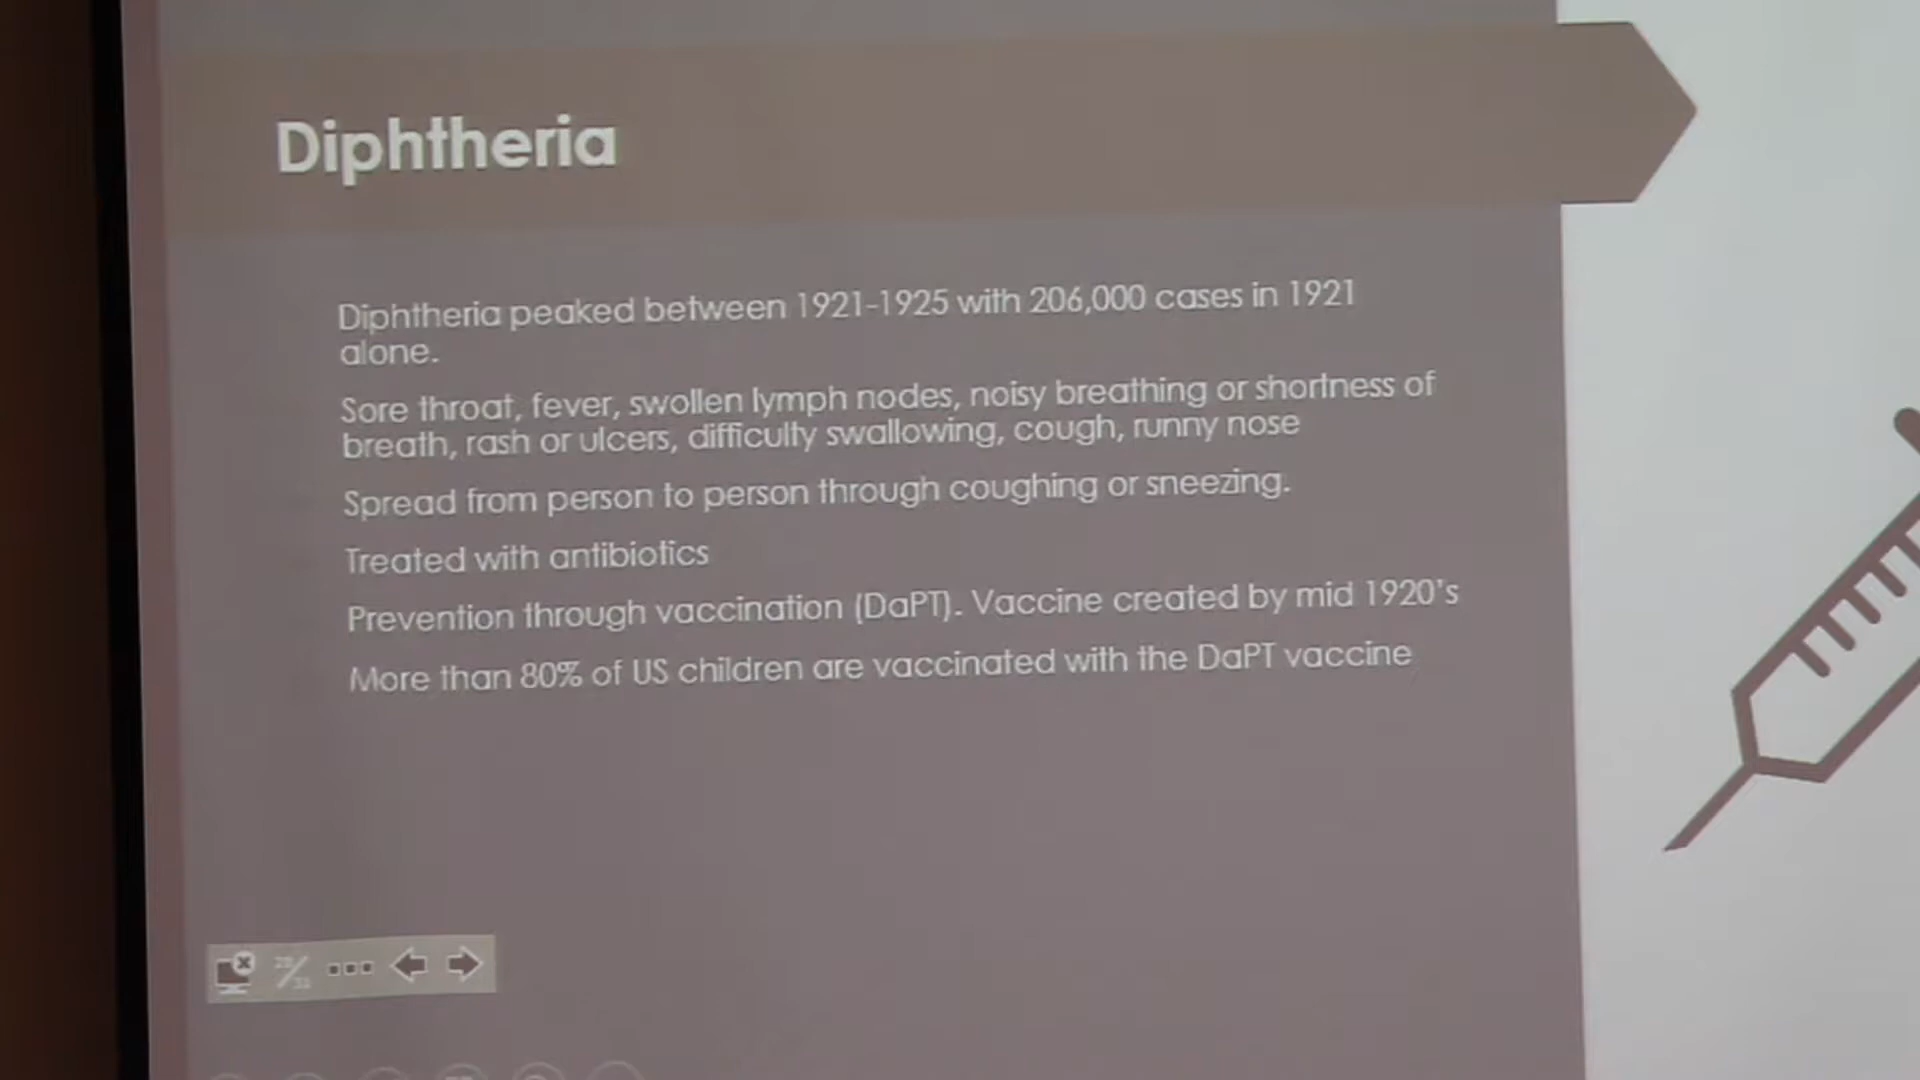 Diphtheria
Diphtheria peaked between 1921-1925 with 206,000 cases in 1921
alone.
Sore throat, fever, swollen lymph nodes, noisy breathing or shortness of
breath, rash or ulcers, difficulty swallowing, cough, runny nose
Spread from person to person through coughing or sneezing.
Treated with antibiotics
Prevention through vaccination (DaPT). Vaccine created by mid 1920's
More than 80% of US children are vaccinated with the DaPT vaccine